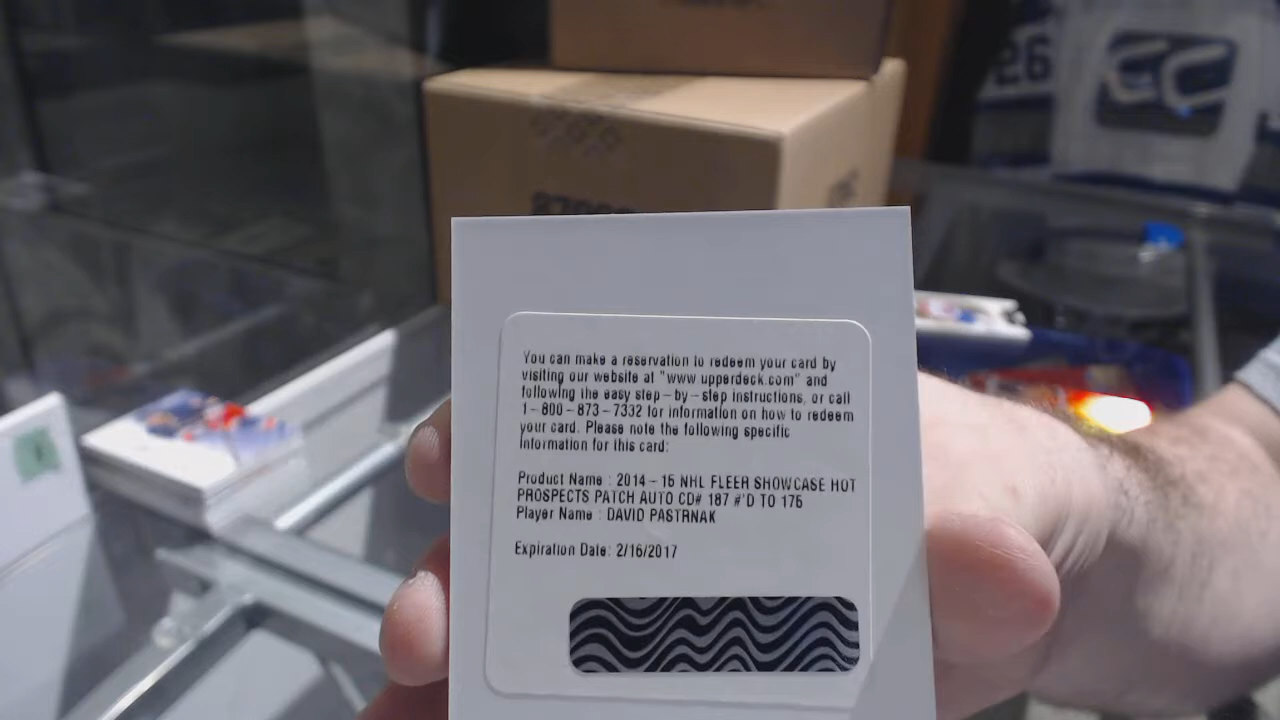 26
You can make a reservation to redeem your card by
visiting our website at "www upperdeck.com" and
following the easy step-by-step instructions, or call
1-800-873-7332 for information on how to redeem
your card. Please note the following specific
information for this card:
Product Name : 2014-15 NHL FLEER SHOWCASE HOT
PROSPECTS PATCH AUTO CD# 187 #'D TO 175
Player Name : DAVID PASTRNAK
Expiration Date: 2/16/2017